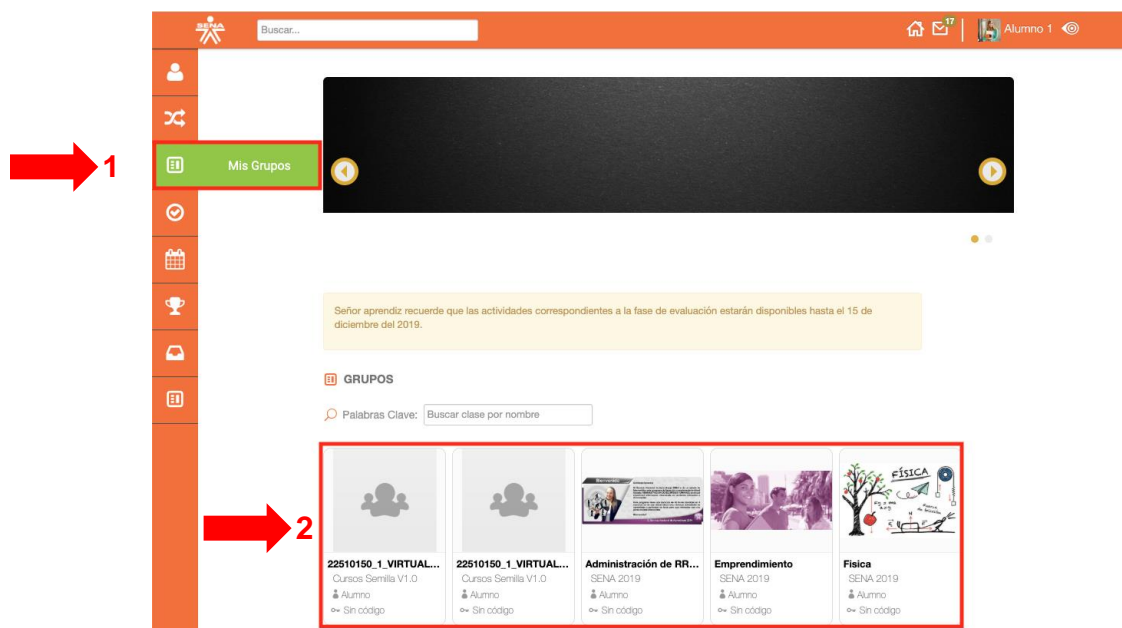 SENA
Buscar...
17
Alumno 1
1
Mis Grupos
Señor aprendiz recuerde que las actividades correspondientes a la fase de evaluación estarán disponibles hasta el 15 de
diciembre del 2019.
GRUPOS
Palabras Clave: Buscar clase por nombre
2
FÍSICA
22510150_1_VIRTUAL... 22510150_1_VIRTUAL... Administración de RR... Emprendimiento Fisica
Cursos Semilla V1.0 Cursos Semilla V1.0 SENA 2019 SENA 2019 SENA 2019
Alumno Alumno Alumno Alumno Alumno
Sin código Sin código Sin código Sin código Sin código